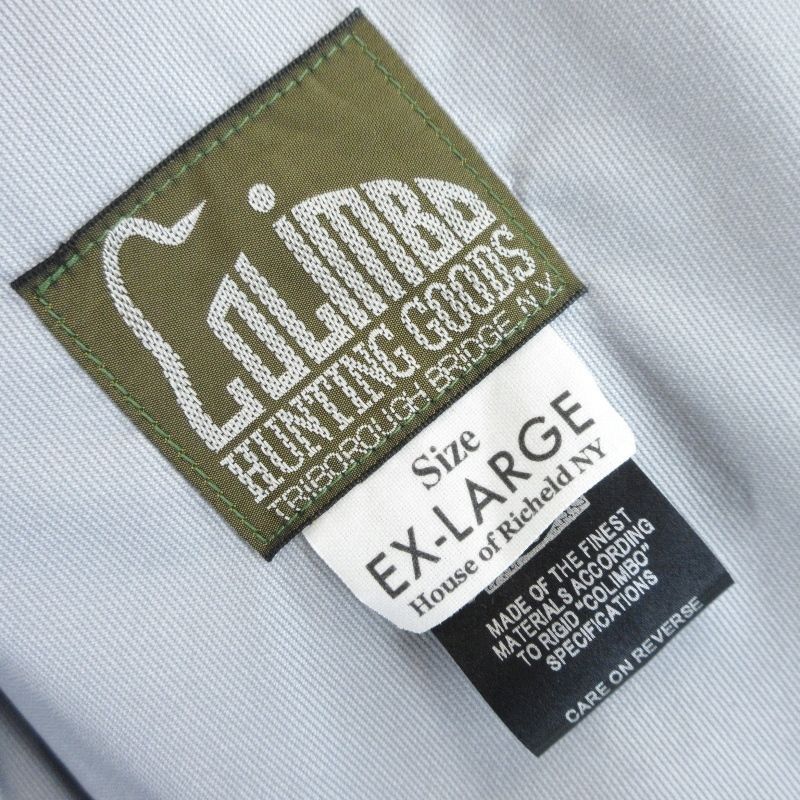 COLIMBO
HUNTING GOODS
TRIBOROUGH BRIDGE, N.Y.
Size
EX-LARGE
House of Richeld NY
MADE OF THE FINEST
MATERIALS ACCORDING
TO RIGID "COLIMBO"
SPECIFICATIONS
CARE ON REVERSE